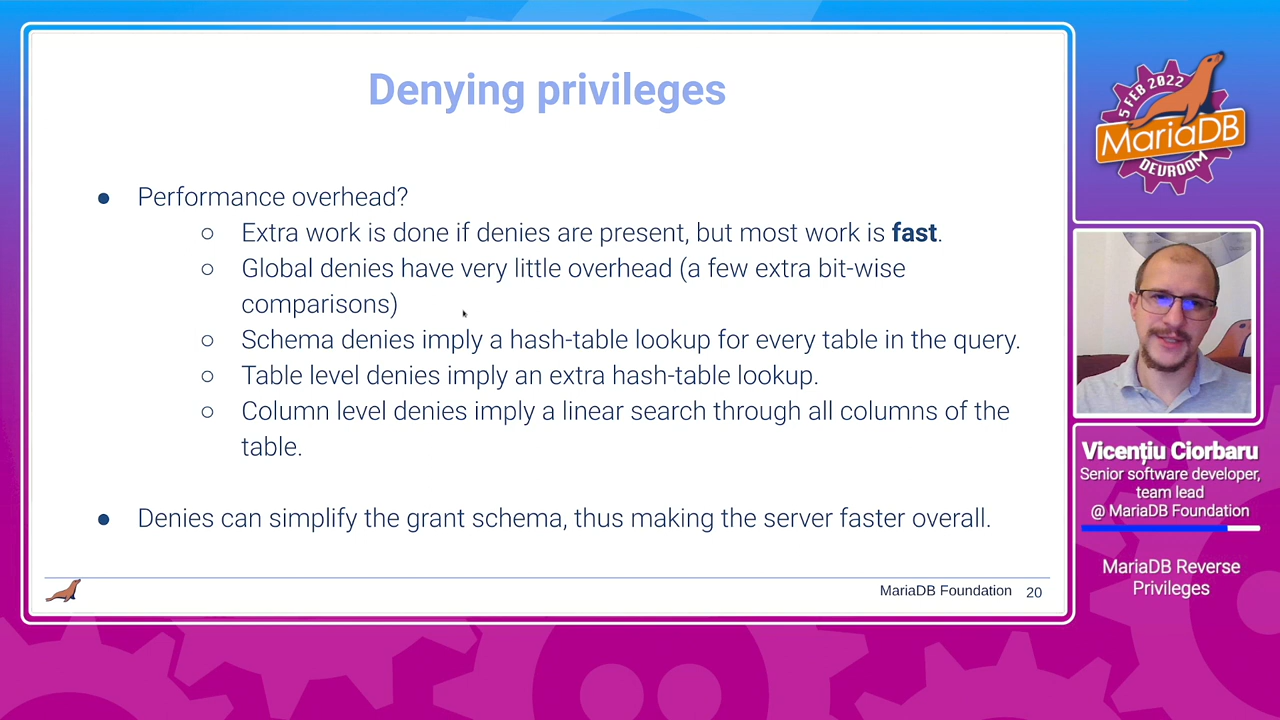 Denying privileges
● Performance overhead?
○ Extra work is done if denies are present, but most work is fast.
○ Global denies have very little overhead (a few extra bit-wise
comparisons)
○ Schema denies imply a hash-table lookup for every table in the query.
○ Table level denies imply an extra hash-table lookup.
○ Column level denies imply a linear search through all columns of the
table.
● Denies can simplify the grant schema, thus making the server faster overall.
MariaDB Foundation 20
5 FEB 2022
MariaDB
DEVROOM
Vicențiu Ciorbaru
Senior software developer,
team lead
@ MariaDB Foundation
MariaDB Reverse
Privileges